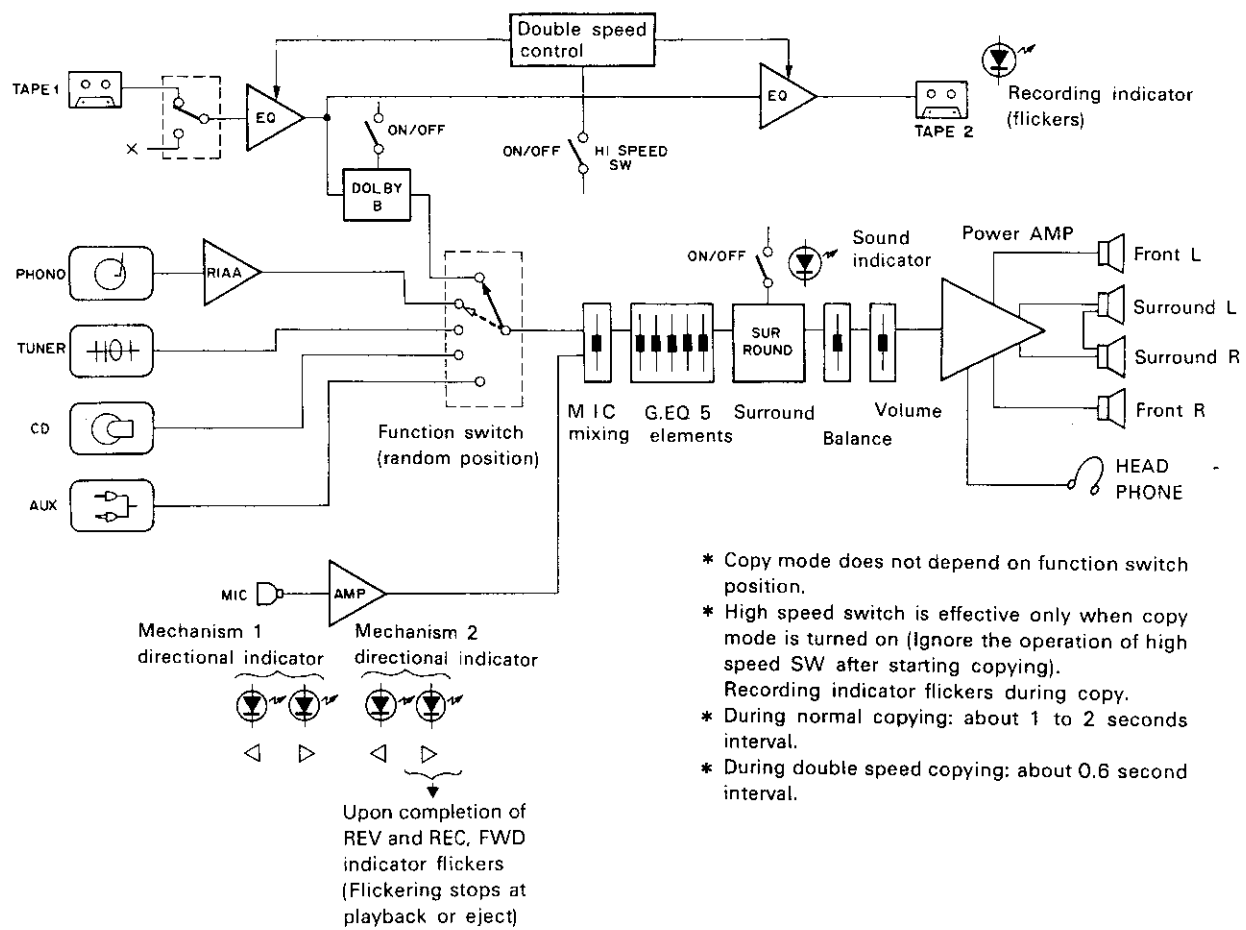 Double speed
control
TAPE 1
EQ
EQ
TAPE 2
Recording indicator
(flickers)
ON/OFF
ON/OFF
HI SPEED
SW
DOLBY
B
PHONO
RIAA
ON/OFF
Sound
indicator
Power AMP
Front L
Surround L
Surround R
Front R
HEAD
PHONE
TUNER
SUR
ROUND
CD
Function switch
(random position)
MIC
mixing
G.EQ 5
elements
Surround
Balance
Volume
AUX
MIC
AMP
Mechanism 1
directional indicator
Mechanism 2
directional indicator
Upon completion of
REV and REC, FWD
indicator flickers
(Flickering stops at
playback or eject)
* Copy mode does not depend on function switch
position.
* High speed switch is effective only when copy
mode is turned on (Ignore the operation of high
speed SW after starting copying).
Recording indicator flickers during copy.
* During normal copying: about 1 to 2 seconds
interval.
* During double speed copying: about 0.6 second
interval.